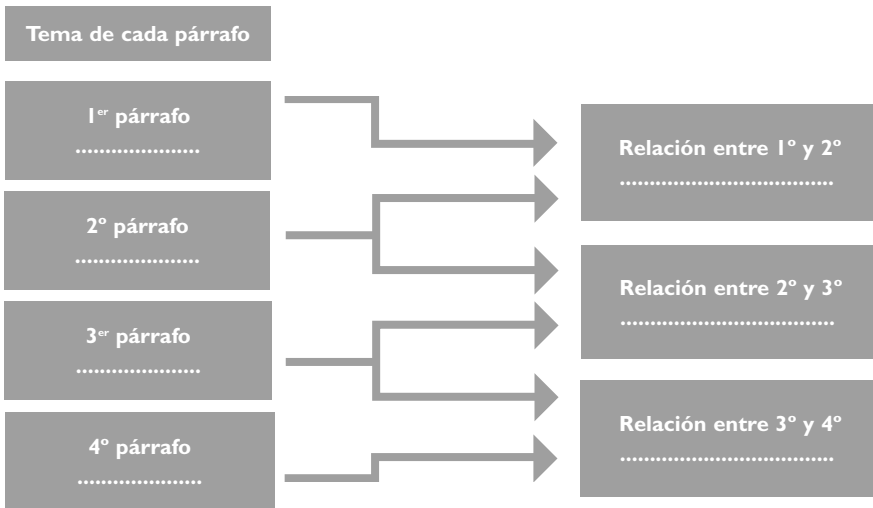 Tema de cada párrafo
1er párrafo
.....................
2º párrafo
.....................
3er párrafo
.....................
4º párrafo
.....................
Relación entre 1º y 2º
....................................
Relación entre 2º y 3º
....................................
Relación entre 3º y 4º
....................................